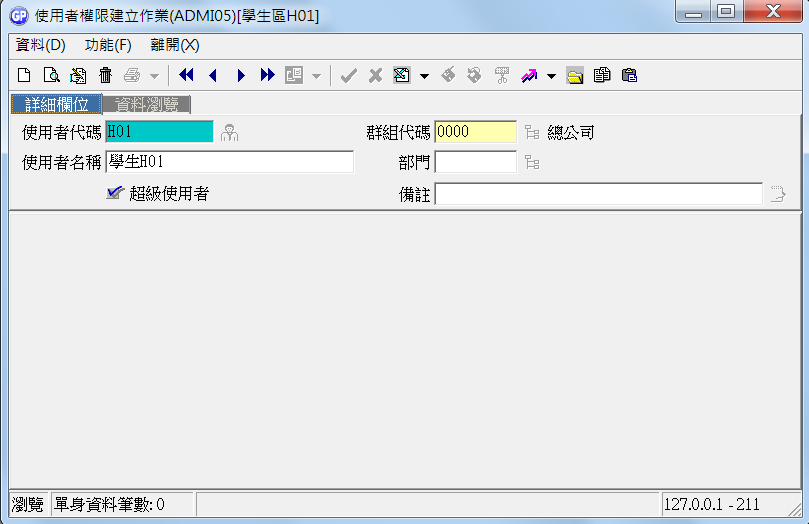 GP 使用者權限建立作業(ADMI05)[學生區H01]
資料(D) 功能(F) 離開(X)
詳細欄位 資料瀏覽
使用者代碼 H01 群組代碼 0000 總公司
使用者名稱 學生H01 部門
超級使用者 備註
瀏覽 單身資料筆數: 0 127.0.0.1 - 211